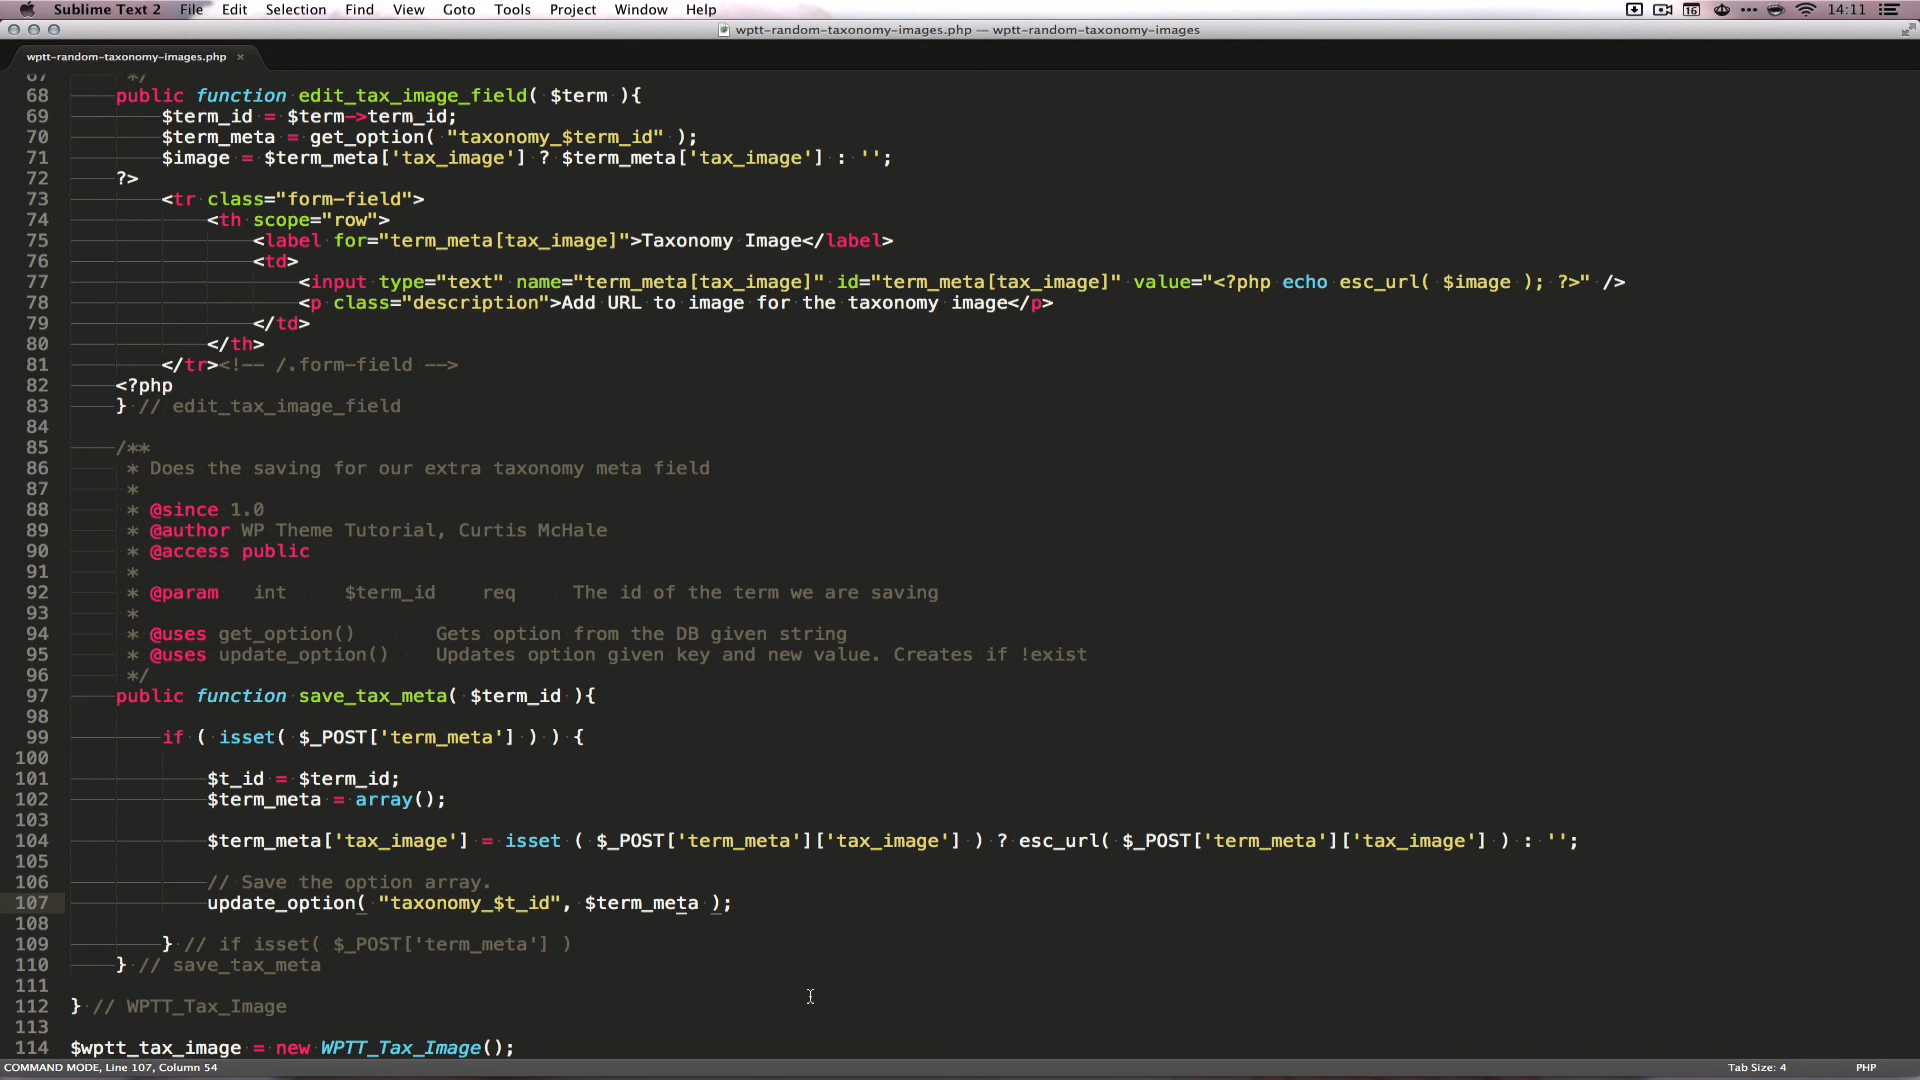 Sublime Text 2 File Edit Selection Find View Goto Tools Project Window Help 16 14:11
wptt-random-taxonomy-images.php — wptt-random-taxonomy-images
wptt-random-taxonomy-images.php ×
67 */
68 public function edit_tax_image_field( $term ){
69 $term_id = $term->term_id;
70 $term_meta = get_option( "taxonomy_$term_id" );
71 $image = $term_meta['tax_image'] ? $term_meta['tax_image'] : '';
72 ?>
73 <tr class="form-field">
74 <th scope="row">
75 <label for="term_meta[tax_image]">Taxonomy Image</label>
76 <td>
77 <input type="text" name="term_meta[tax_image]" id="term_meta[tax_image]" value="<?php echo esc_url( $image ); ?>" />
78 <p class="description">Add URL to image for the taxonomy image</p>
79 </td>
80 </th>
81 </tr><!-- /.form-field -->
82 <?php
83 } // edit_tax_image_field
84
85 /**
86 * Does the saving for our extra taxonomy meta field
87 *
88 * @since 1.0
89 * @author WP Theme Tutorial, Curtis McHale
90 * @access public
91 *
92 * @param int $term_id req The id of the term we are saving
93 *
94 * @uses get_option() Gets option from the DB given string
95 * @uses update_option() Updates option given key and new value. Creates if !exist
96 */
97 public function save_tax_meta( $term_id ){
98
99 if ( isset( $_POST['term_meta'] ) ) {
100
101 $t_id = $term_id;
102 $term_meta = array();
103
104 $term_meta['tax_image'] = isset ( $_POST['term_meta']['tax_image'] ) ? esc_url( $_POST['term_meta']['tax_image'] ) : '';
105
106 // Save the option array.
107 update_option( "taxonomy_$t_id", $term_meta );
108
109 } // if isset( $_POST['term_meta'] )
110 } // save_tax_meta
111
112 } // WPTT_Tax_Image
113
114 $wptt_tax_image = new WPTT_Tax_Image();
COMMAND MODE, Line 107, Column 54 Tab Size: 4 PHP